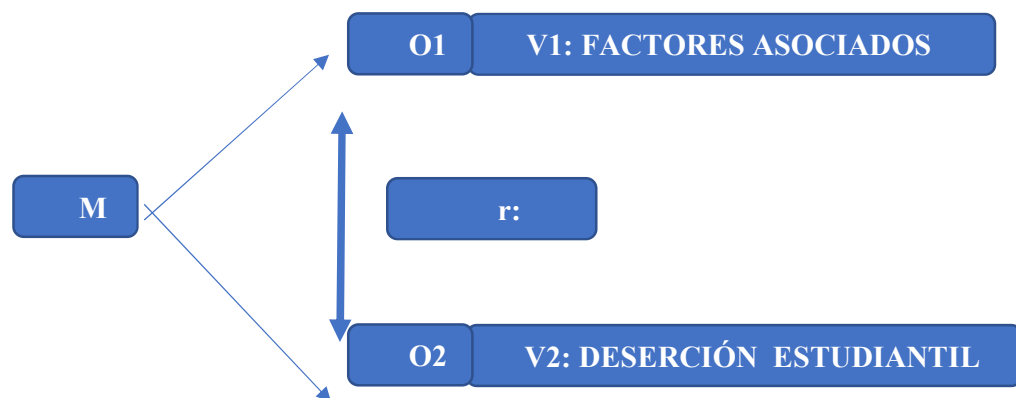 O1 V1: FACTORES ASOCIADOS
M
r:
O2 V2: DESERCIÓN ESTUDIANTIL